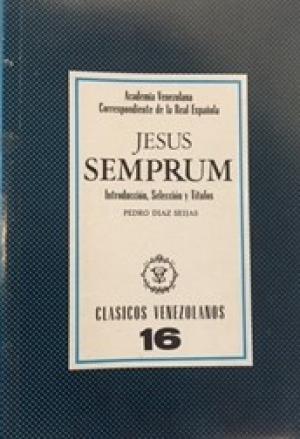 Academia Venezolana
Correspondiente de la Real Española
JESUS
SEMPRUM
Introducción, Selección y Títulos
PEDRO DIAZ SEIJAS
CLASICOS VENEZOLANOS
16